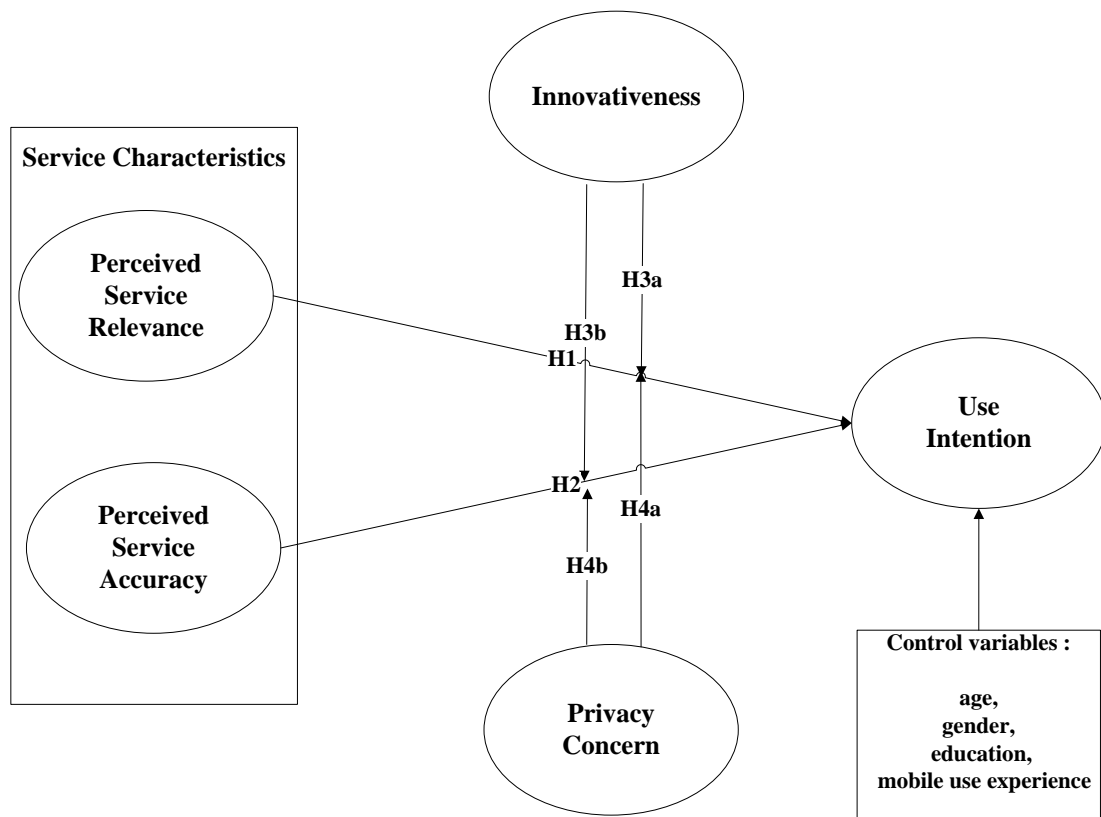 Innovativeness
Service Characteristics
Perceived
Service
Relevance
H3a
H3b
H1
Use
Intention
H2
H4a
Perceived
Service
Accuracy
H4b
Control variables :
age,
gender,
education,
mobile use experience
Privacy
Concern